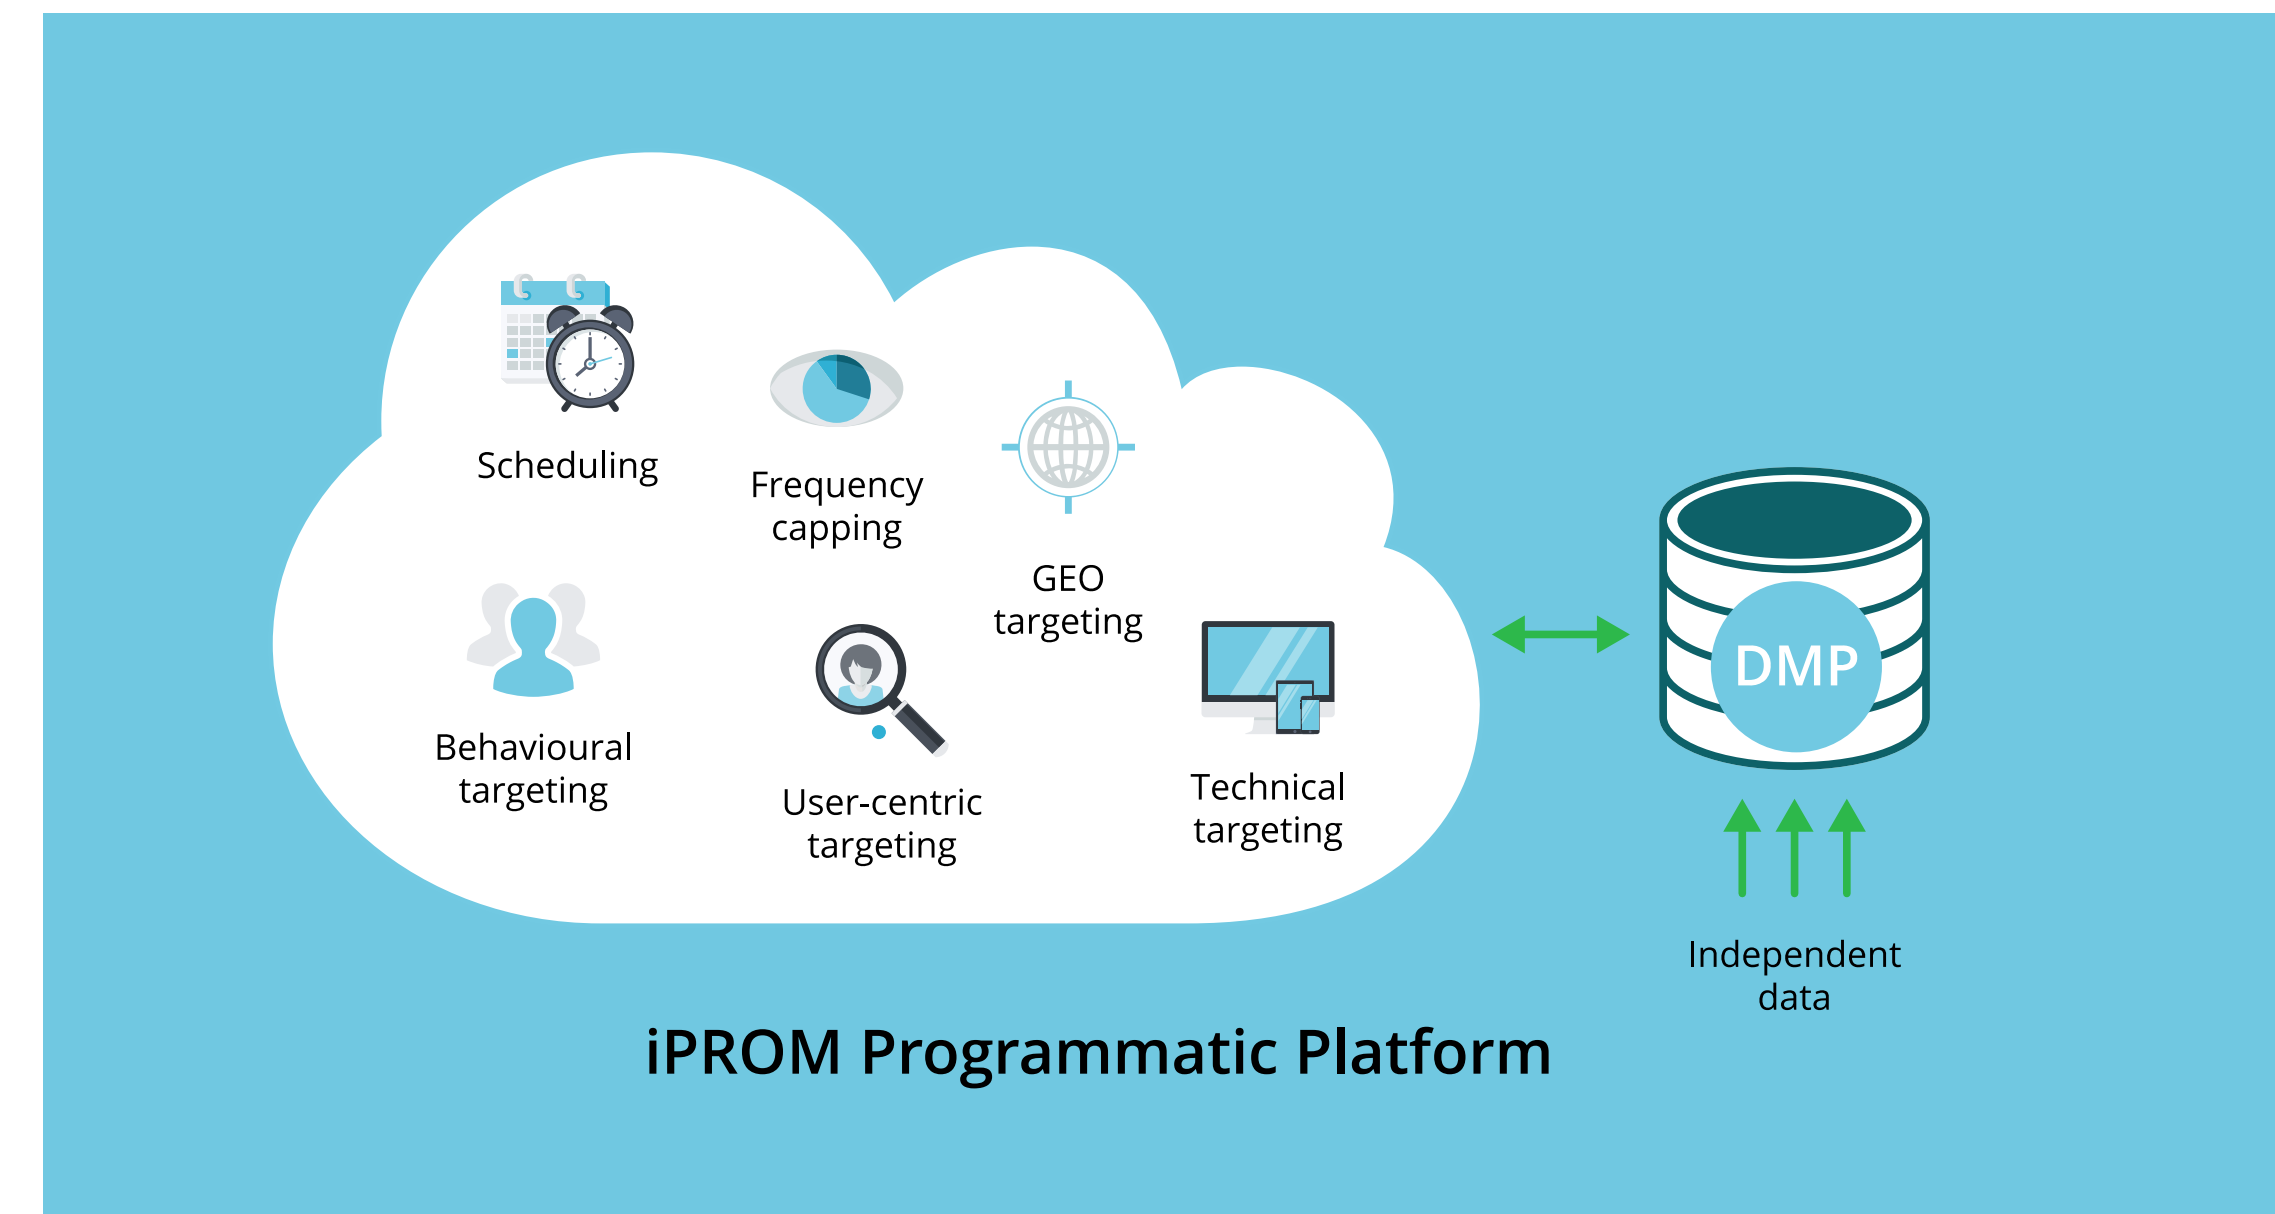 Scheduling
Frequency
capping
GEO
targeting
Behavioural
targeting
User-centric
targeting
Technical
targeting
DMP
Independent
data
iPROM Programmatic Platform